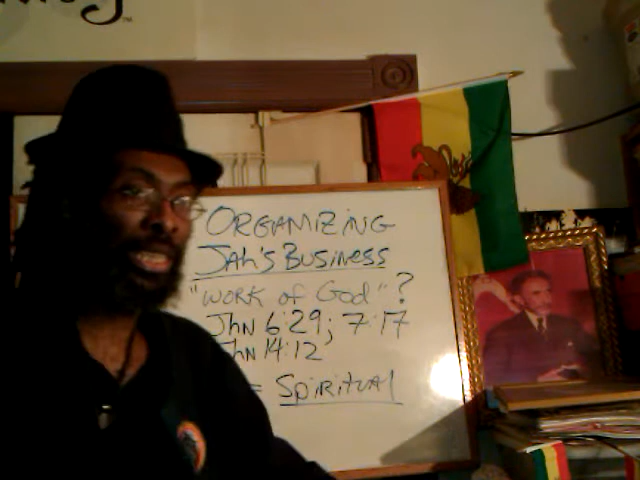 ORGANIZING
JAH'S BUSINESS
"WORK of God"?
Jhn 6:29; 7:17
Jhn 14:12
= SPIRITUAL